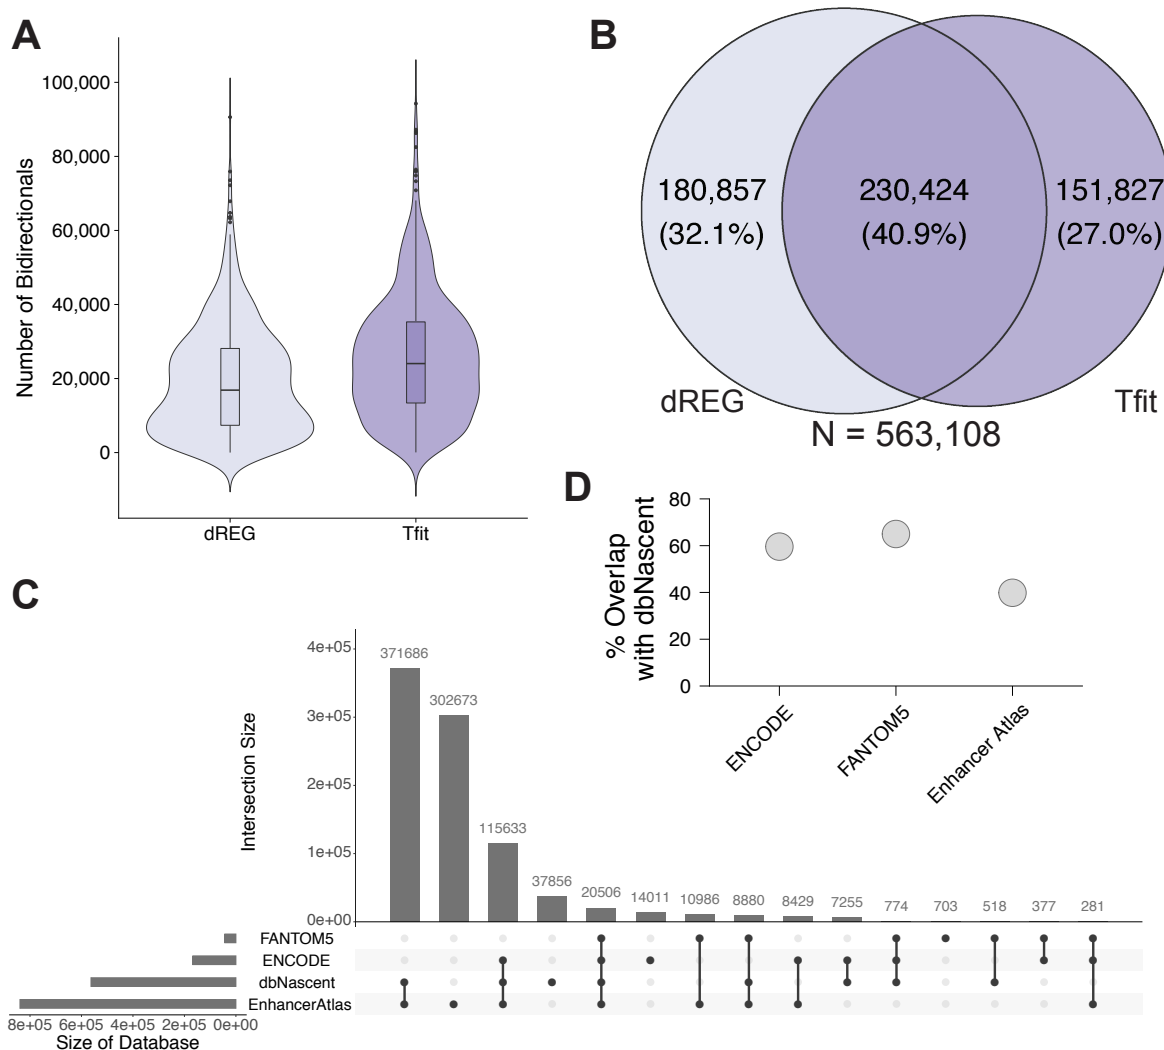 A
Number of Bidirectionals
100,000
80,000
60,000
40,000
20,000
0
dREG
Tfit
B
180,857
(32.1%)
230,424
(40.9%)
151,827
(27.0%)
dREG
Tfit
N = 563,108
D
% Overlap
with dbNascent
80
60
40
20
0
ENCODE
FANTOM5
Enhancer Atlas
C
Intersection Size
4e+05
3e+05
2e+05
1e+05
0e+00
371686
302673
115633
37856
20506
14011
10986
8880
8429
7255
774
703
518
377
281
FANTOM5
ENCODE
dbNascent
EnhancerAtlas
8e+05
6e+05
4e+05
2e+05
0e+00
Size of Database